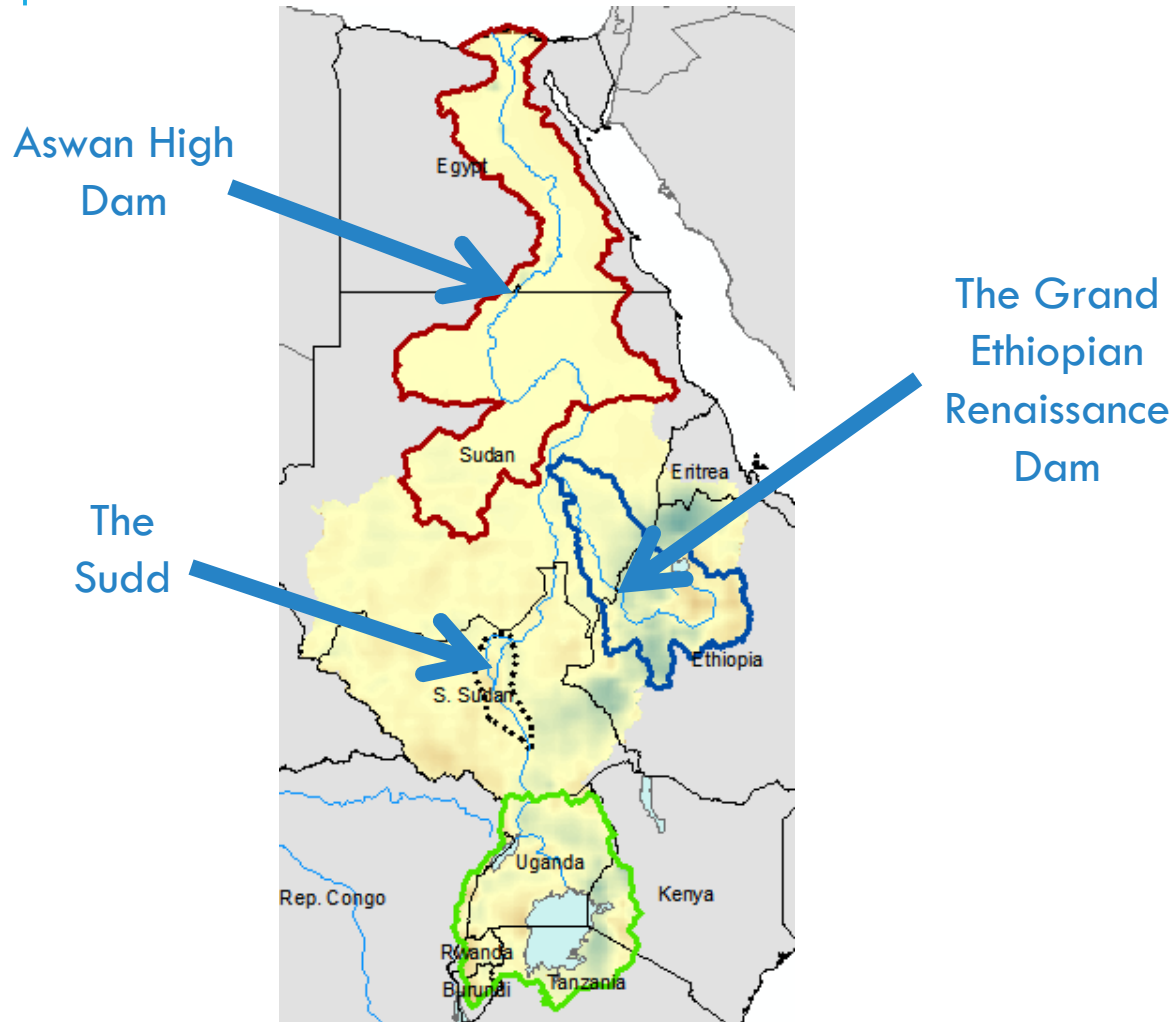 Aswan High
Dam
Egypt
The Grand
Ethiopian
Renaissance
Dam
Sudan
Eritrea
The
Sudd
Ethiopia
S. Sudan
Uganda
Rep. Congo
Kenya
Rwanda
Burundi
Tanzania